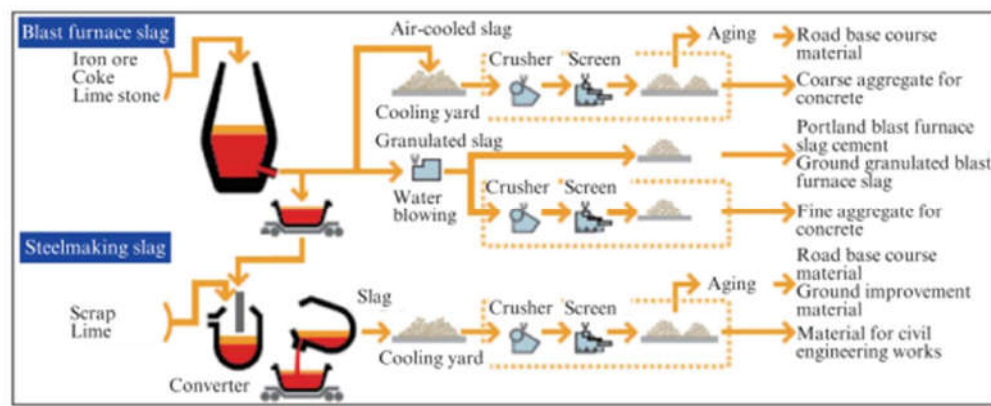 Blast furnace slag
Iron ore
Coke
Lime stone
Air-cooled slag
Cooling yard
Crusher
Screen
Aging
Road base course
material
Coarse aggregate for
concrete
Granulated slag
Water
blowing
Portland blast furnace
slag cement
Ground granulated blast
furnace slag
Crusher
Screen
Fine aggregate for
concrete
Steelmaking slag
Scrap
Lime
Converter
Slag
Cooling yard
Crusher
Screen
Aging
Road base course
material
Ground improvement
material
Material for civil
engineering works